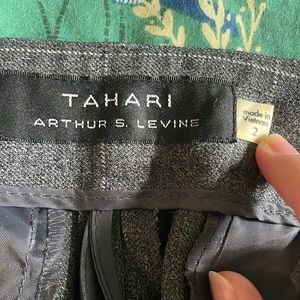 TAHARI
ARTHUR S. LEVINE
made in
Vietnam
2